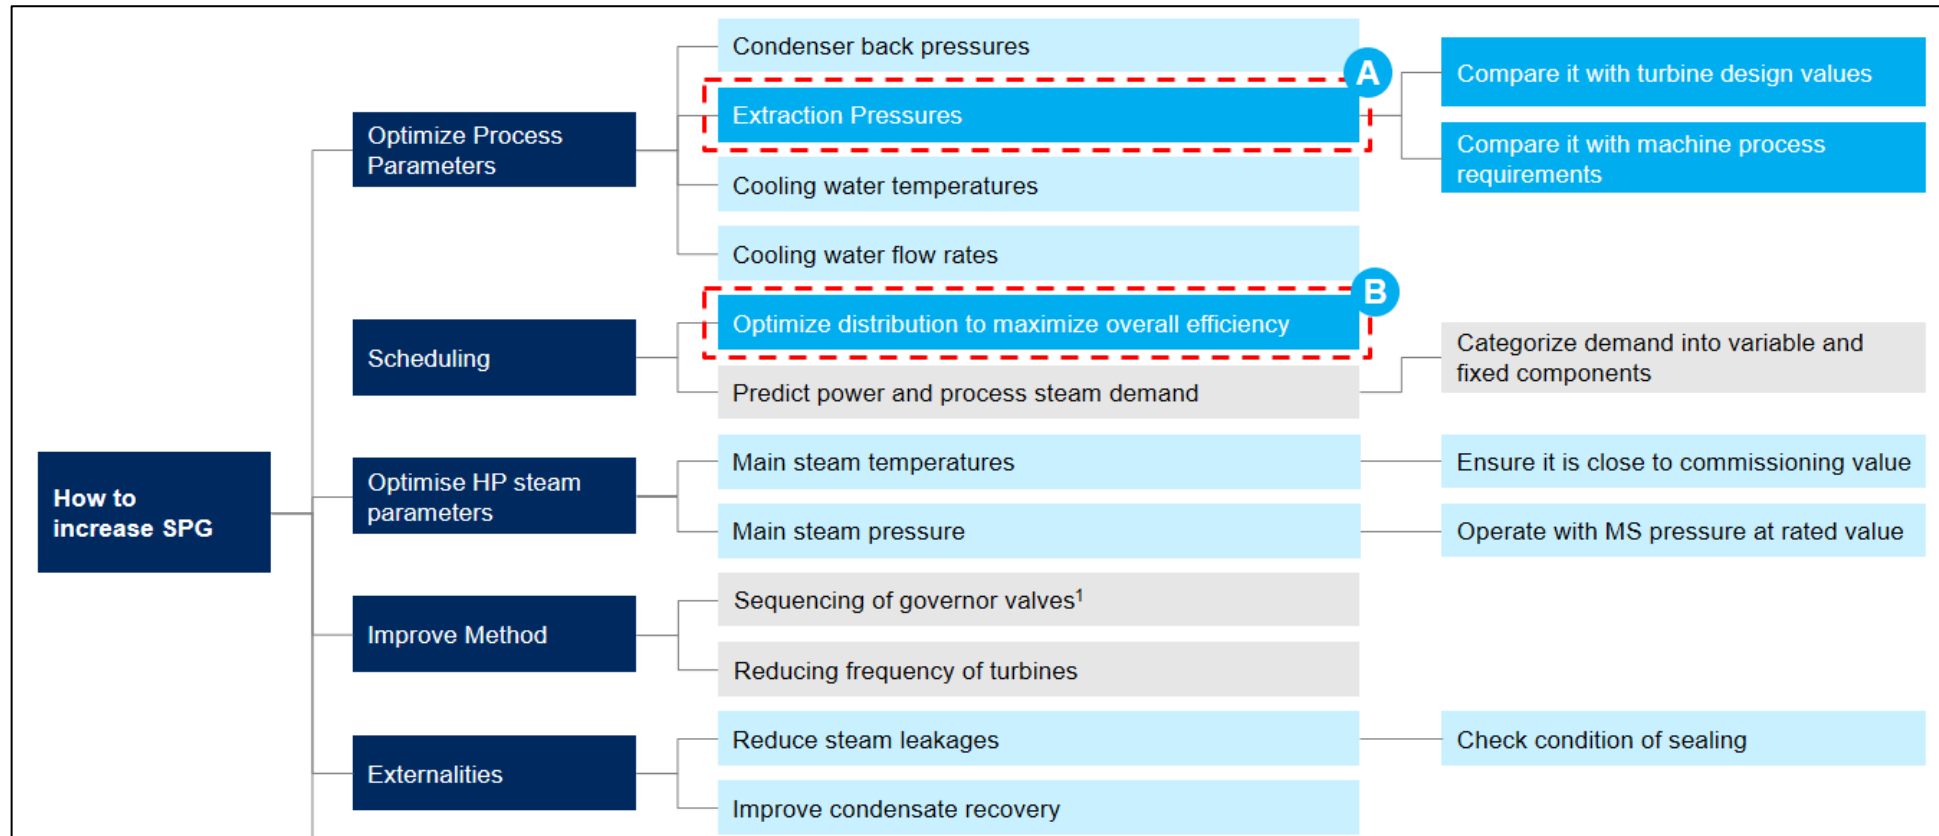 Condenser back pressures
A
Extraction Pressures
Compare it with turbine design values
Optimize Process
Parameters
Compare it with machine process
requirements
Cooling water temperatures
Cooling water flow rates
B
Scheduling
Optimize distribution to maximize overall efficiency
Predict power and process steam demand
Categorize demand into variable and
fixed components
How to
increase SPG
Optimise HP steam
parameters
Main steam temperatures
Ensure it is close to commissioning value
Main steam pressure
Operate with MS pressure at rated value
Improve Method
Sequencing of governor valves¹
Reducing frequency of turbines
Externalities
Reduce steam leakages
Check condition of sealing
Improve condensate recovery